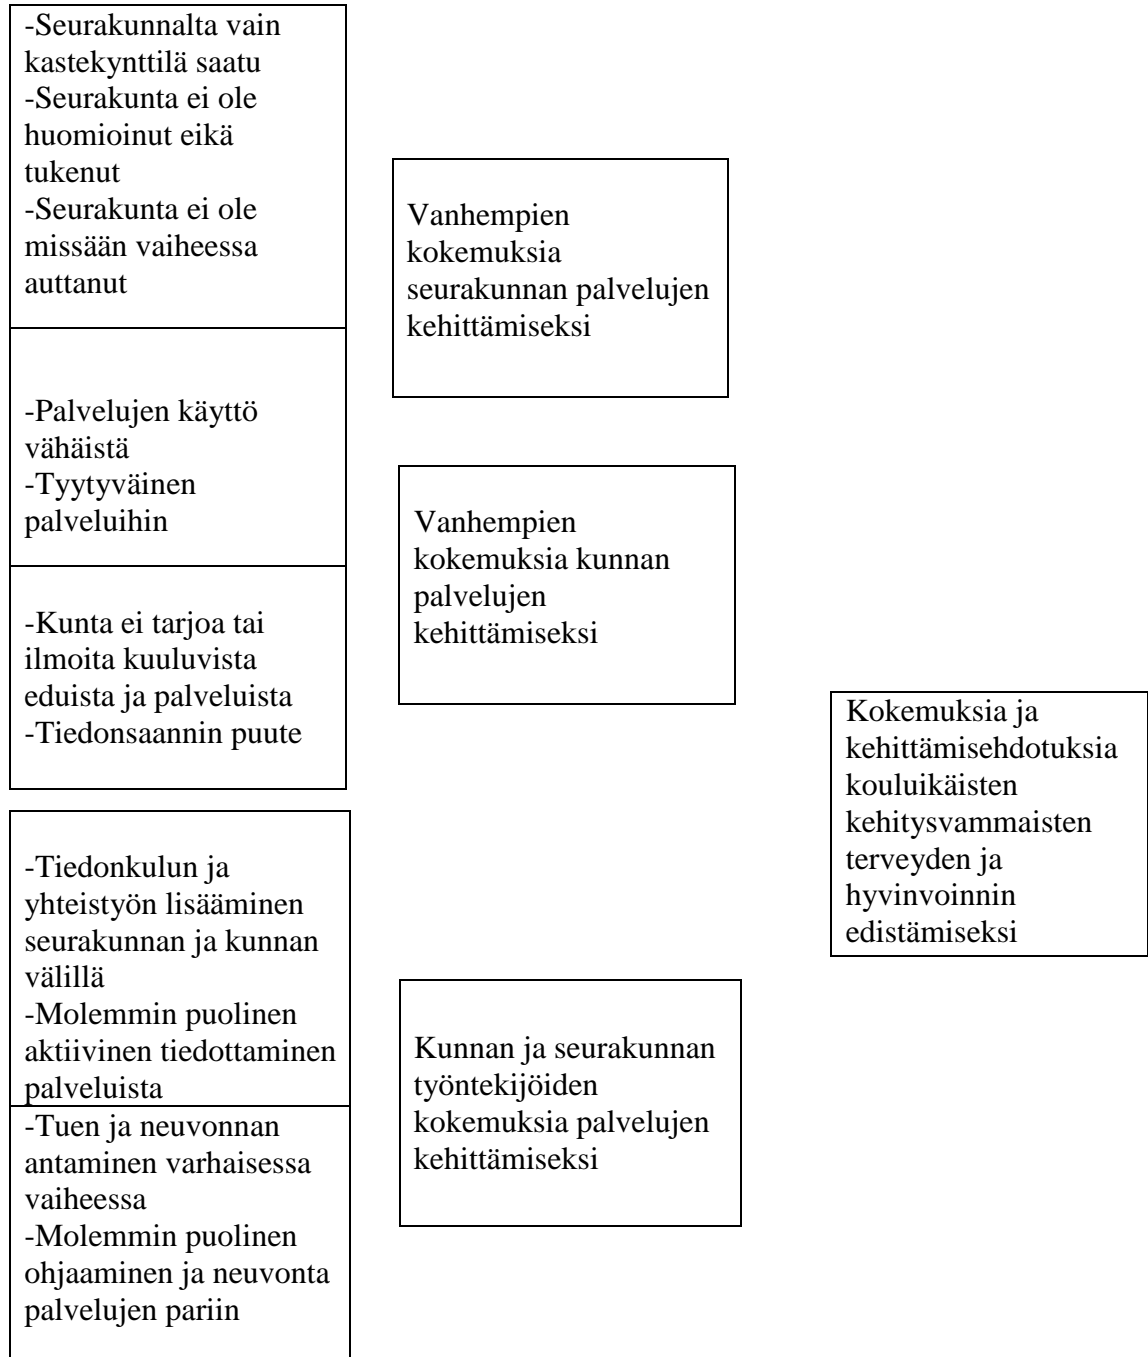 -Seurakunnalta vain
kastekynttilä saatu
-Seurakunta ei ole
huomioinut eikä
tukenut
-Seurakunta ei ole
missään vaiheessa
auttanut
-Palvelujen käyttö
vähäistä
-Tyytyväinen
palveluihin
-Kunta ei tarjoa tai
ilmoita kuuluvista
eduista ja palveluista
-Tiedonsaannin puute
-Tiedonkulun ja
yhteistyön lisääminen
seurakunnan ja kunnan
välillä
-Molemmin puolinen
aktiivinen tiedottaminen
palveluista
-Tuen ja neuvonnan
antaminen varhaisessa
vaiheessa
-Molemmin puolinen
ohjaaminen ja neuvonta
palvelujen pariin
Vanhempien
kokemuksia
seurakunnan palvelujen
kehittämiseksi
Vanhempien
kokemuksia kunnan
palvelujen
kehittämiseksi
Kunnan ja seurakunnan
työntekijöiden
kokemuksia palvelujen
kehittämiseksi
Kokemuksia ja
kehittämisehdotuksia
kouluikäisten
kehitysvammaisten
terveyden ja
hyvinvoinnin
edistämiseksi